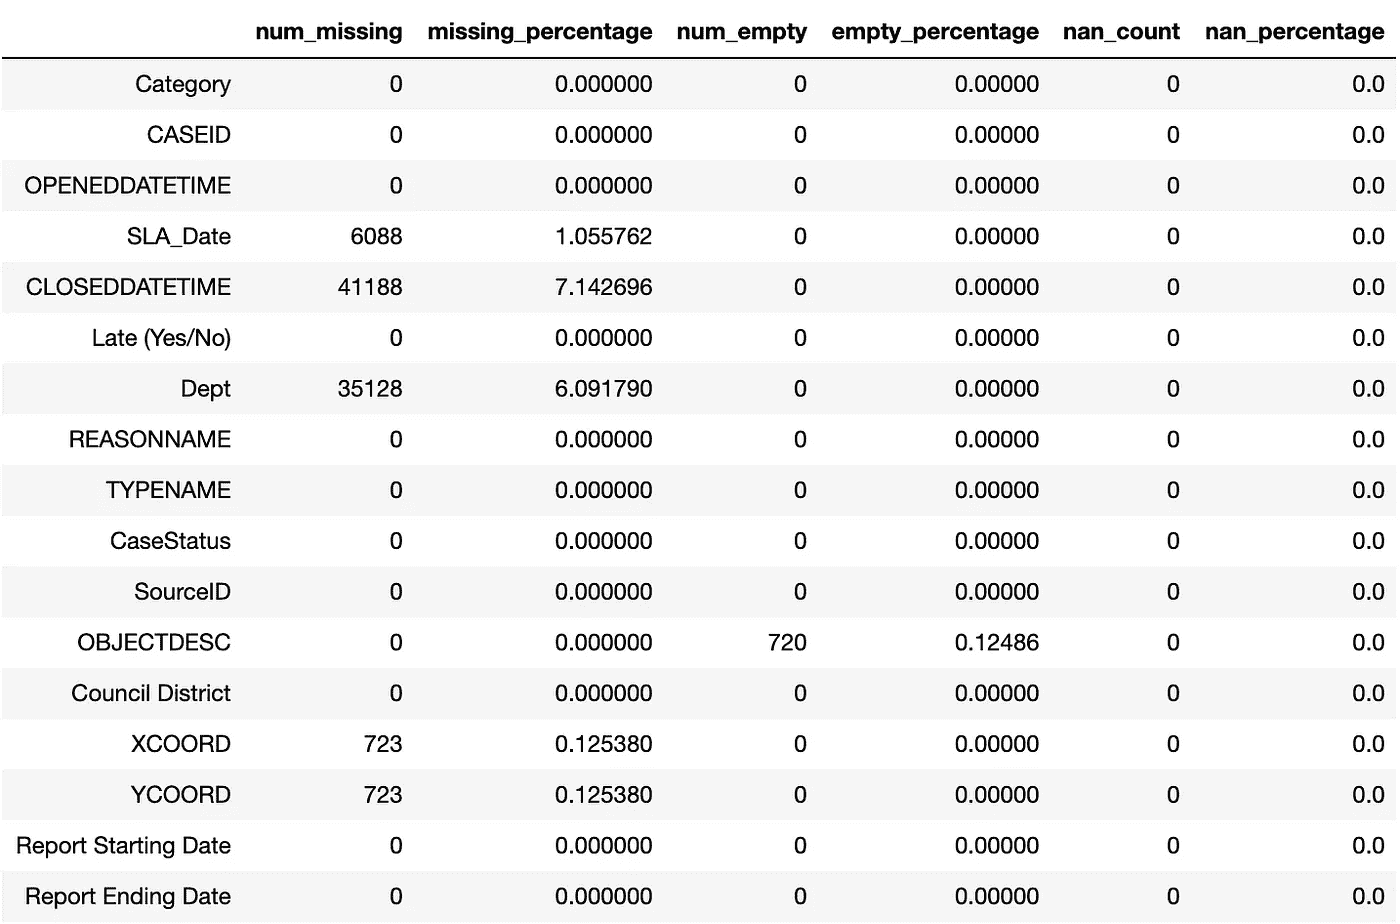 num_missing missing_percentage num_empty empty_percentage nan_count nan_percentage
Category 0 0.000000 0 0.00000 0 0.0
CASEID 0 0.000000 0 0.00000 0 0.0
OPENEDDATETIME 0 0.000000 0 0.00000 0 0.0
SLA_Date 6088 1.055762 0 0.00000 0 0.0
CLOSEDDATETIME 41188 7.142696 0 0.00000 0 0.0
Late (Yes/No) 0 0.000000 0 0.00000 0 0.0
Dept 35128 6.091790 0 0.00000 0 0.0
REASONNAME 0 0.000000 0 0.00000 0 0.0
TYPENAME 0 0.000000 0 0.00000 0 0.0
CaseStatus 0 0.000000 0 0.00000 0 0.0
SourceID 0 0.000000 0 0.00000 0 0.0
OBJECTDESC 0 0.000000 720 0.12486 0 0.0
Council District 0 0.000000 0 0.00000 0 0.0
XCOORD 723 0.125380 0 0.00000 0 0.0
YCOORD 723 0.125380 0 0.00000 0 0.0
Report Starting Date 0 0.000000 0 0.00000 0 0.0
Report Ending Date 0 0.000000 0 0.00000 0 0.0